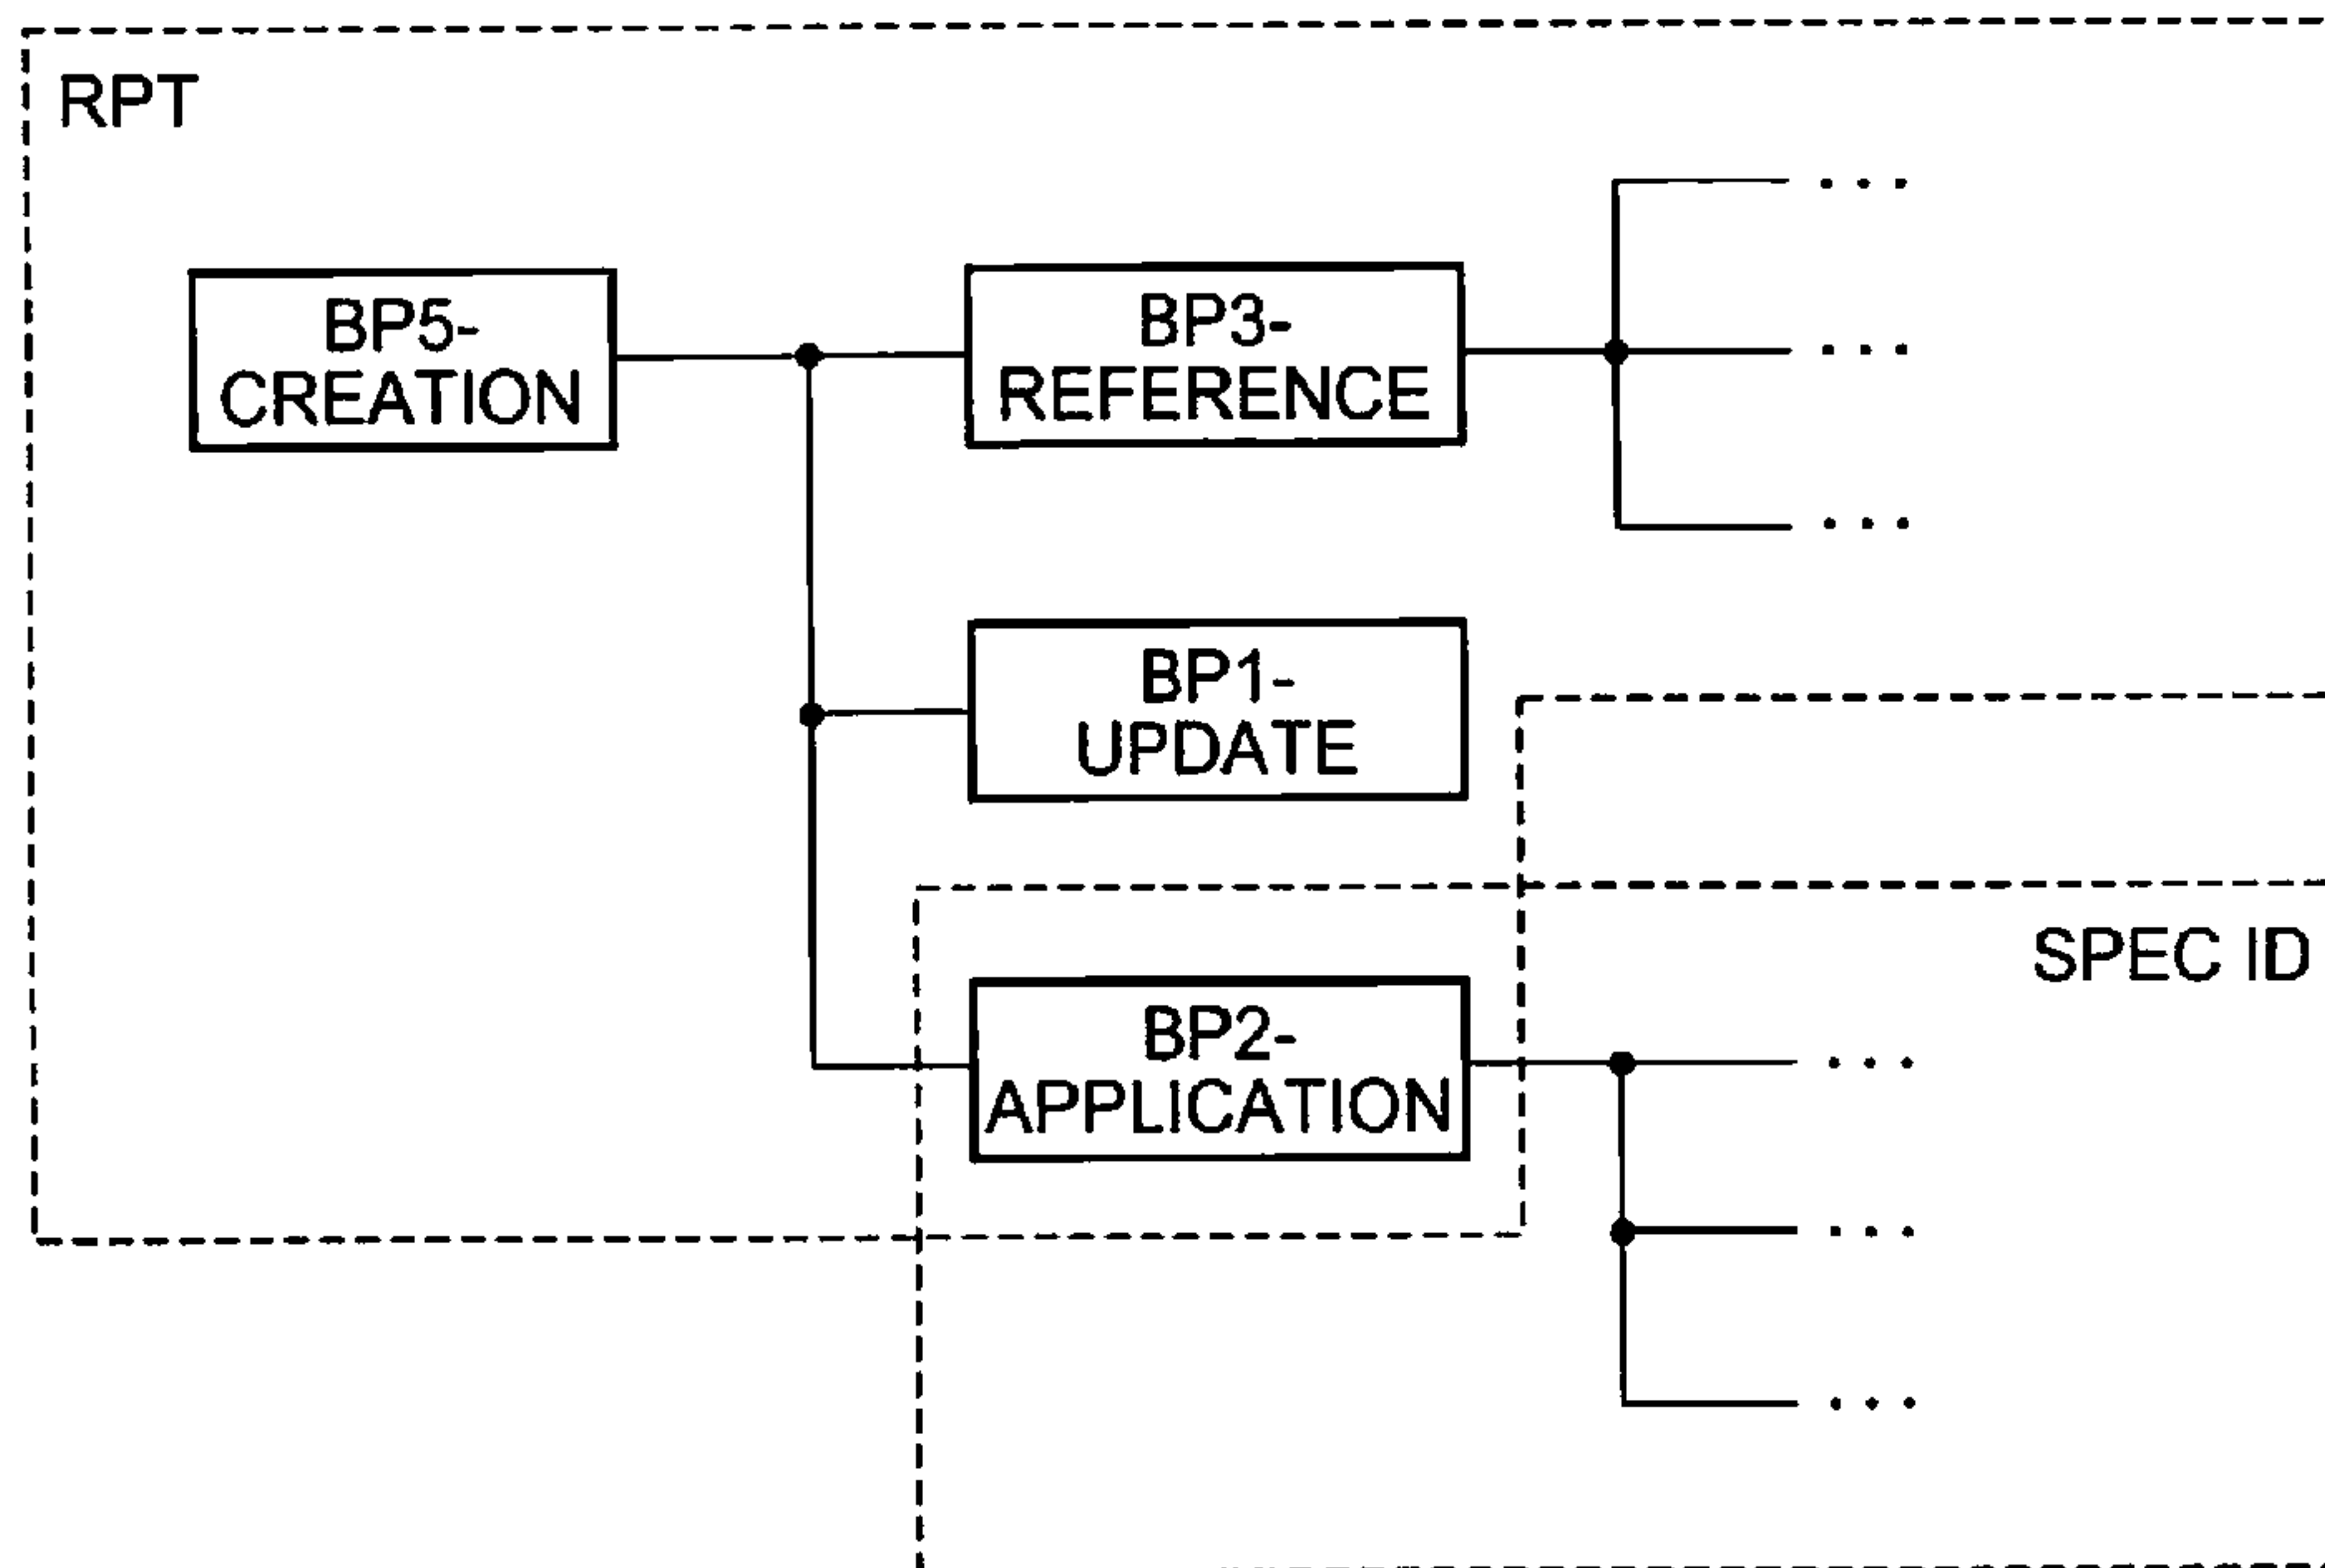 RPT
BP5-
CREATION
BP3-
REFERENCE
. . .
. . .
. . .
BP1-
UPDATE
SPEC ID
BP2-
APPLICATION
. . .
. . .
. . .